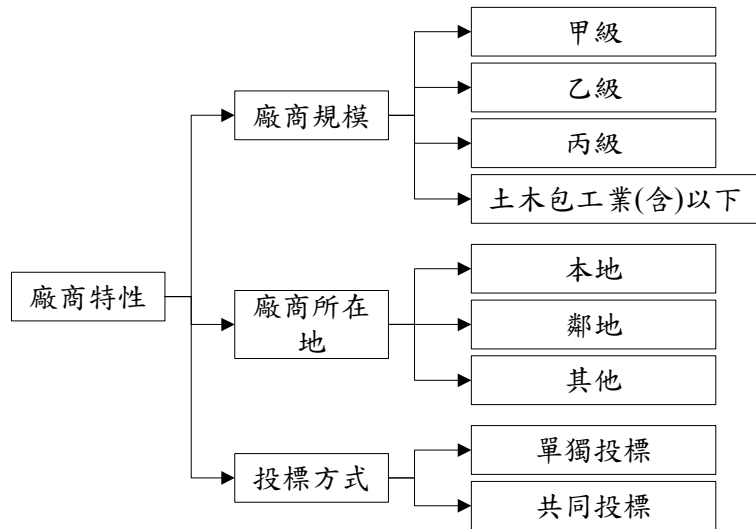 廠商特性
廠商規模
甲級
乙級
丙級
土木包工業(含)以下
廠商所在
地
本地
鄰地
其他
投標方式
單獨投標
共同投標